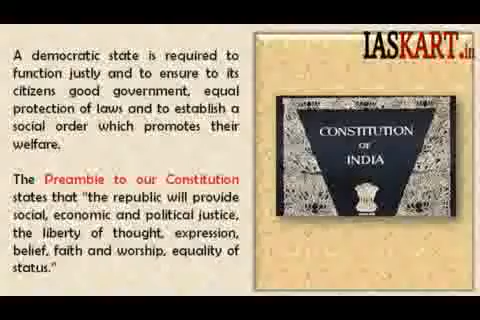 IASKART.in
A democratic state is required to
function justly and to ensure to its
citizens good government, equal
protection of laws and to establish a
social order which promotes their
welfare.
The Preamble to our Constitution
states that "the republic will provide
social, economic and political justice,
the liberty of thought, expression,
belief, faith and worship, equality of
status."
CONSTITUTION
OF
INDIA